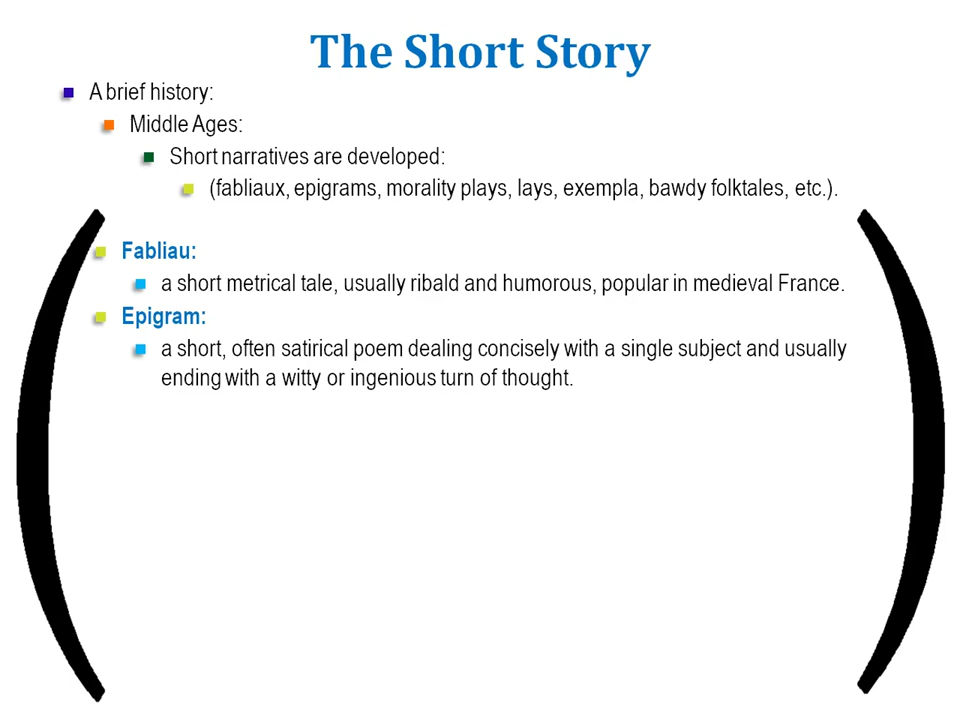 The Short Story
A brief history:
Middle Ages:
Short narratives are developed:
(fabliaux, epigrams, morality plays, lays, exempla, bawdy folktales, etc.).
Fabliau:
a short metrical tale, usually ribald and humorous, popular in medieval France.
Epigram:
a short, often satirical poem dealing concisely with a single subject and usually
ending with a witty or ingenious turn of thought.